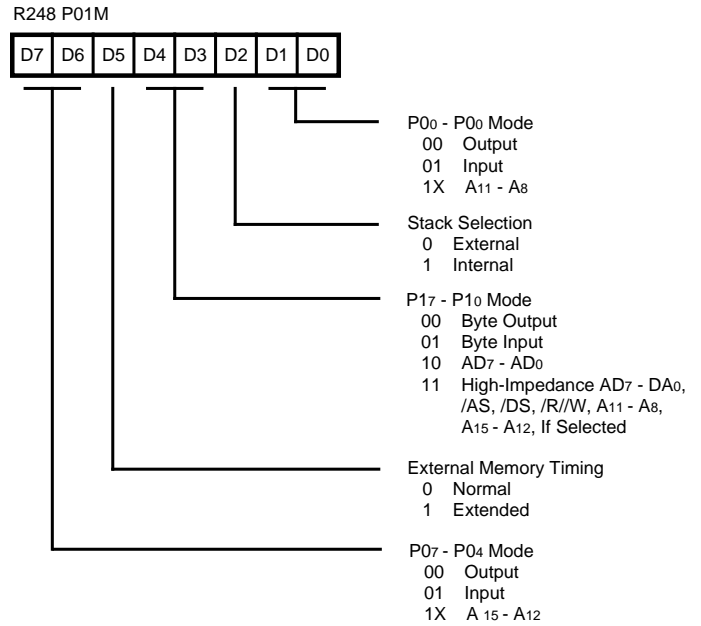 R248 P01M
D7 D6 D5 D4 D3 D2 D1 D0
P00 - P00 Mode
00 Output
01 Input
1X A11 - A8
Stack Selection
0 External
1 Internal
P17 - P10 Mode
00 Byte Output
01 Byte Input
10 AD7 - AD0
11 High-Impedance AD7 - DA0,
/AS, /DS, /R//W, A11 - A8,
A15 - A12, If Selected
External Memory Timing
0 Normal
1 Extended
P07 - P04 Mode
00 Output
01 Input
1X A 15 - A12